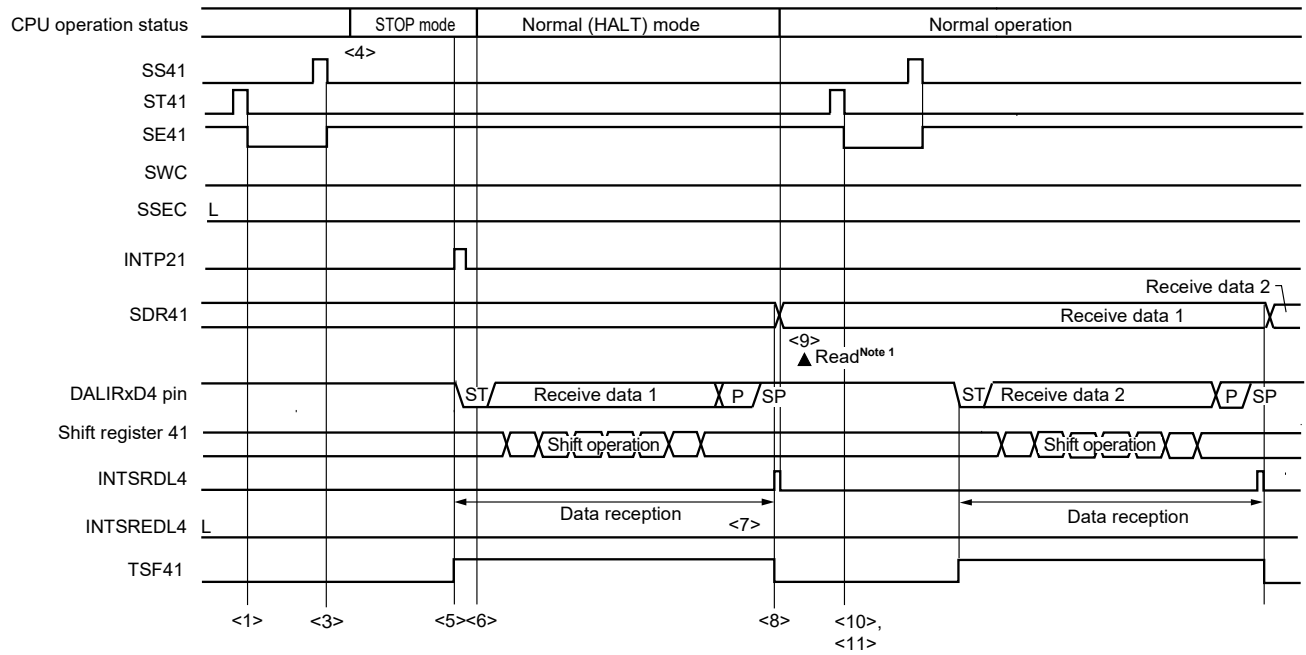 CPU operation status STOP mode Normal (HALT) mode Normal operation
<4>
SS41
ST41
SE41
SWC
SSEC L
INTP21
Receive data 2
SDR41 Receive data 1
<9>
▲ Read Note 1
DALIRxD4 pin ST Receive data 1 P SP ST Receive data 2 P SP
Shift register 41 Shift operation Shift operation
INTSRDL4
Data reception <7> Data reception
INTSREDL4 L
TSF41
<1> <3> <5> <6> <8> <10>,
<11>